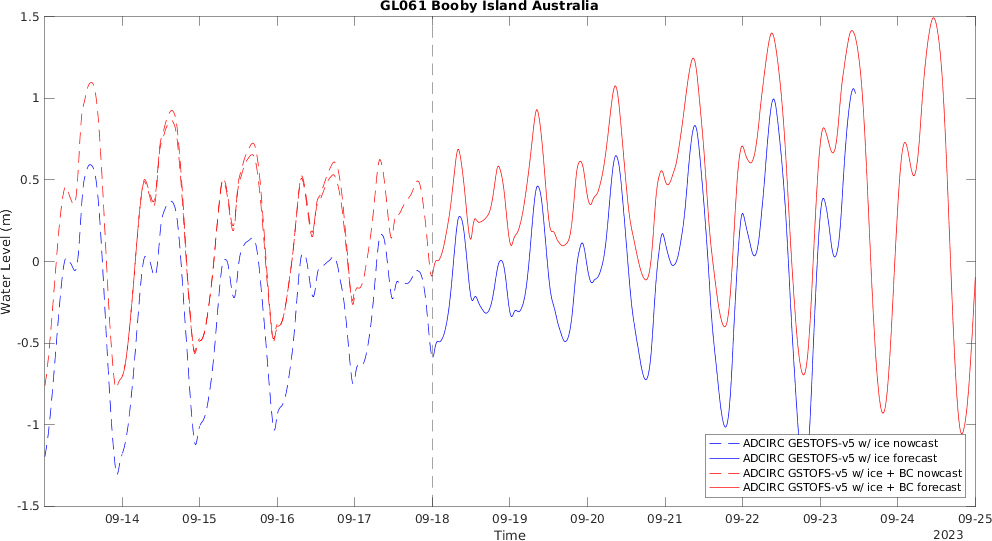 GL061 Booby Island Australia
1.5
1
0.5
0
-0.5
-1
-1.5
Water Level (m)
09-14 09-15 09-16 09-17 09-18 09-19 09-20 09-21 09-22 09-23 09-24 09-25
Time
2023
ADCIRC GESTOFS-v5 w/ ice nowcast
ADCIRC GESTOFS-v5 w/ ice forecast
ADCIRC GSTOFS-v5 w/ ice + BC nowcast
ADCIRC GSTOFS-v5 w/ ice + BC forecast